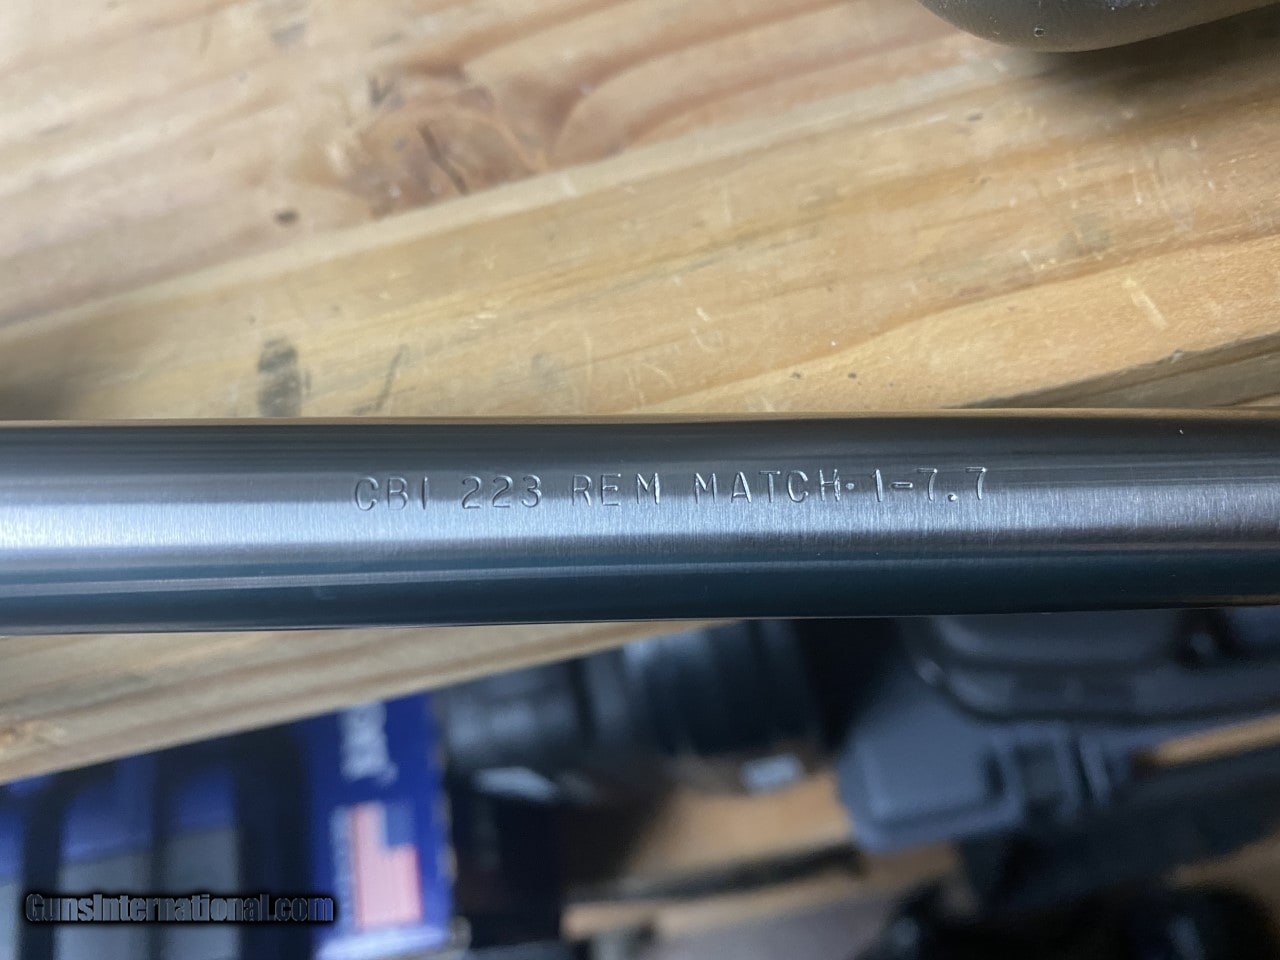 CBI 223 REM MATCH·1-7.7
GunsInternational.com